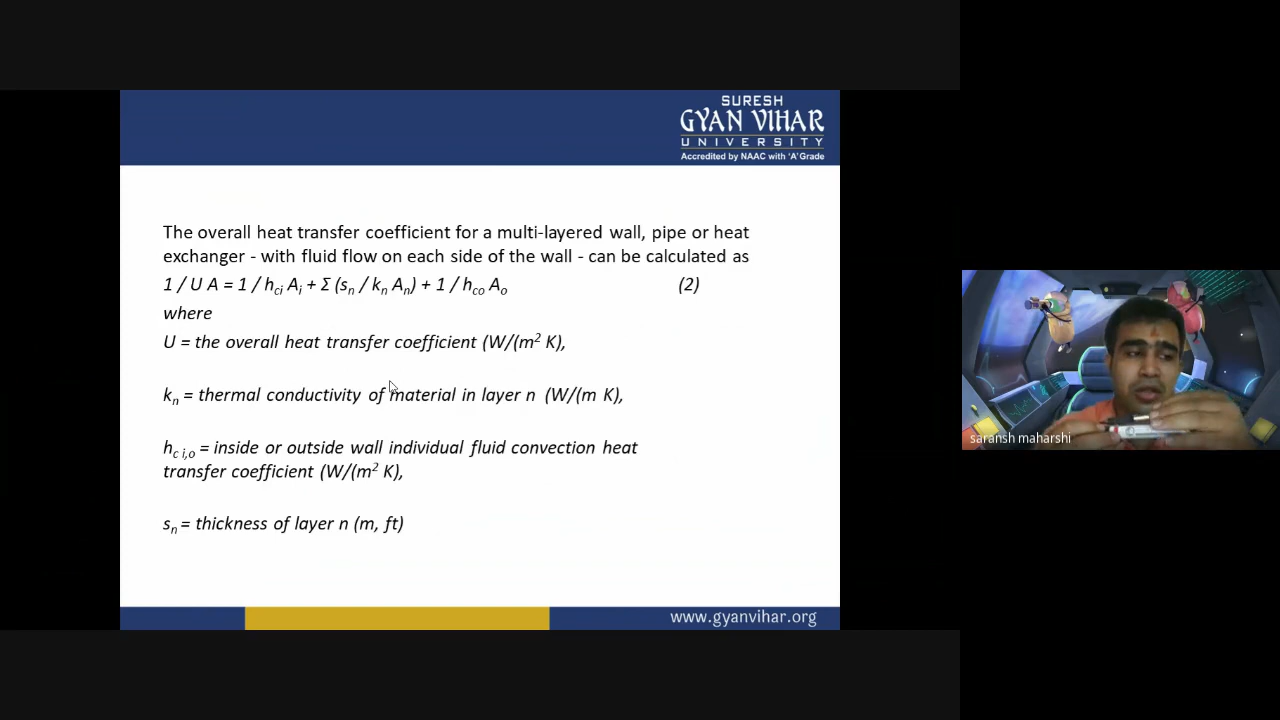 SURESH
GYAN VIHAR
UNIVERSITY
Accredited by NAAC with 'A' Grade
The overall heat transfer coefficient for a multi-layered wall, pipe or heat
exchanger - with fluid flow on each side of the wall - can be calculated as
1 / U A = 1 / h_ci A_i + Σ (s_n / k_n A_n) + 1 / h_co A_o (2)
where
U = the overall heat transfer coefficient (W/(m² K),
k_n = thermal conductivity of material in layer n (W/(m K),
h_c i,o = inside or outside wall individual fluid convection heat
transfer coefficient (W/(m² K),
s_n = thickness of layer n (m, ft)
www.gyanvihar.org
saransh maharshi